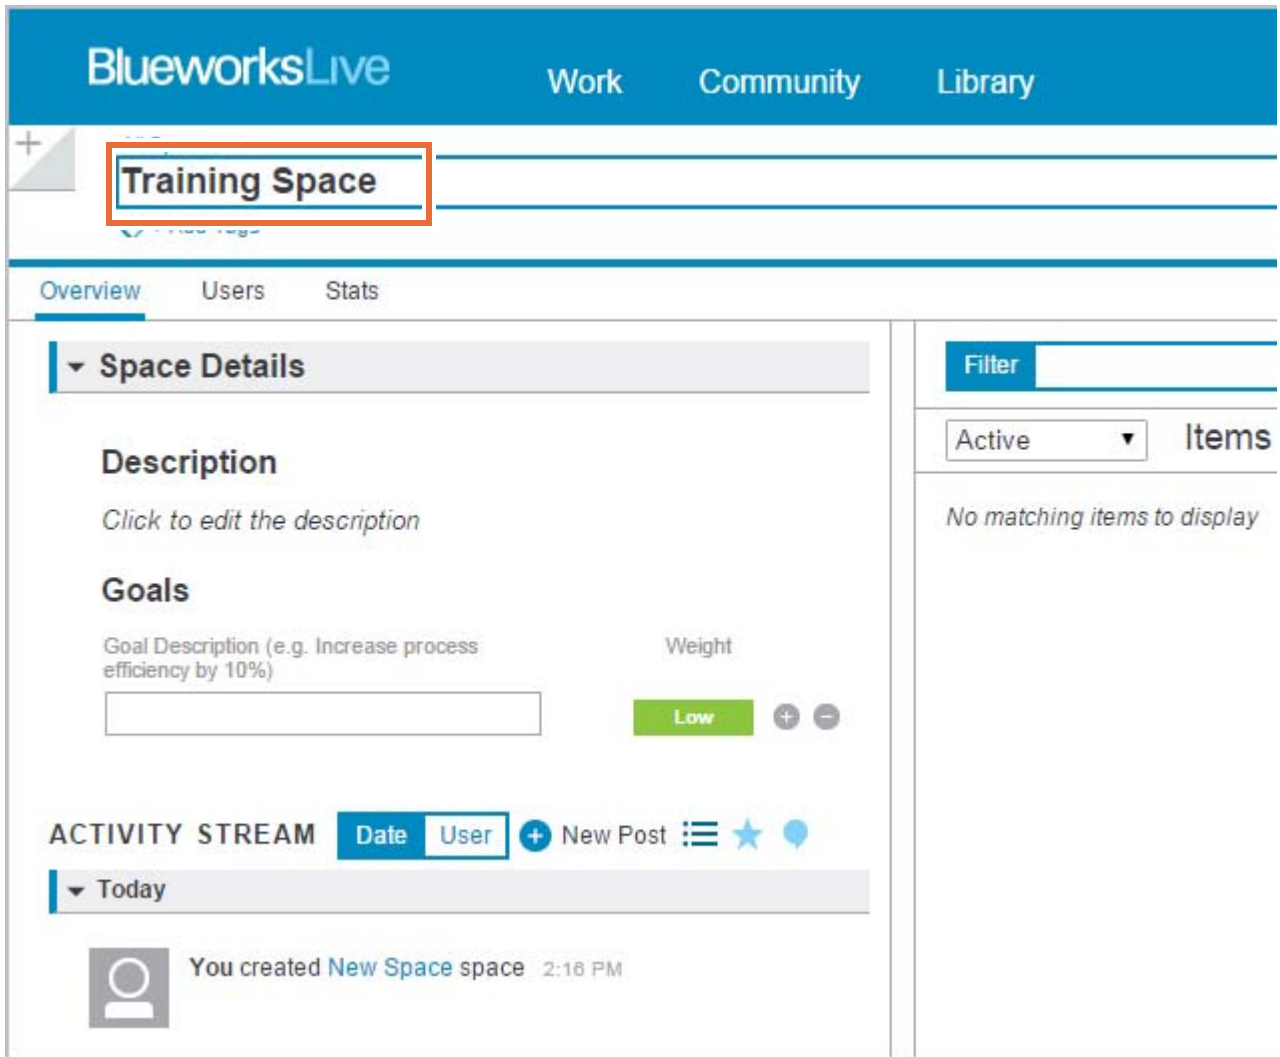 BlueworksLive
Work
Community
Library
Training Space
Overview
Users
Stats
Space Details
Description
Click to edit the description
Goals
Goal Description (e.g. Increase process
efficiency by 10%)
Weight
Low
ACTIVITY STREAM
Date
User
New Post
Today
You created New Space space 2:16 PM
Filter
Active
Items
No matching items to display